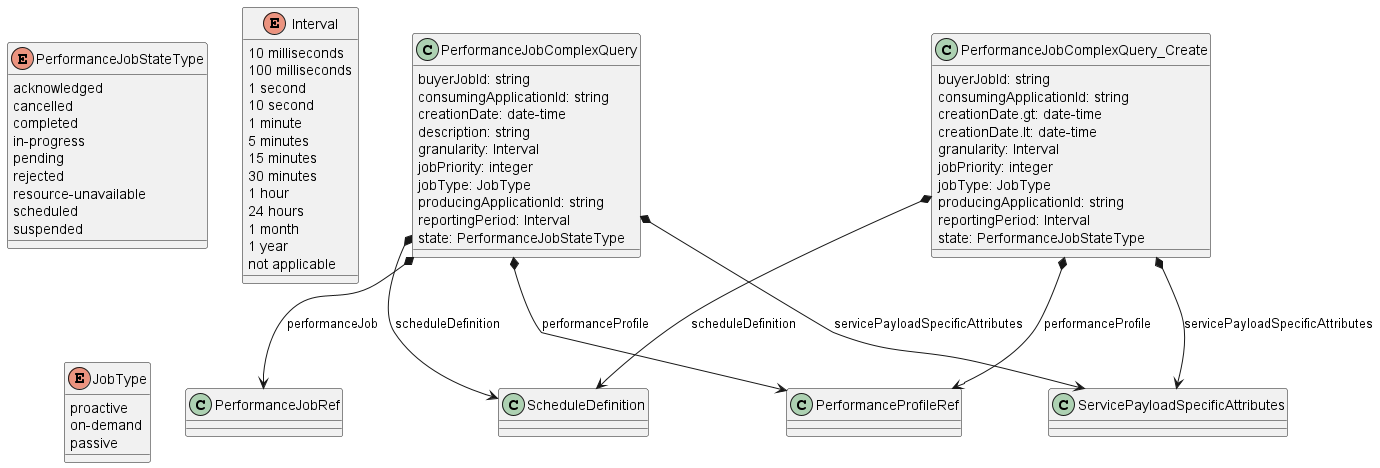 E PerformanceJobStateType
acknowledged
cancelled
completed
in-progress
pending
rejected
resource-unavailable
scheduled
suspended
E Interval
10 milliseconds
100 milliseconds
1 second
10 second
1 minute
5 minutes
15 minutes
30 minutes
1 hour
24 hours
1 month
1 year
not applicable
C PerformanceJobComplexQuery
buyerJobId: string
consumingApplicationId: string
creationDate: date-time
description: string
granularity: Interval
jobPriority: integer
jobType: JobType
producingApplicationId: string
reportingPeriod: Interval
state: PerformanceJobStateType
C PerformanceJobComplexQuery_Create
buyerJobId: string
consumingApplicationId: string
creationDate.gt: date-time
creationDate.lt: date-time
granularity: Interval
jobPriority: integer
jobType: JobType
producingApplicationId: string
reportingPeriod: Interval
state: PerformanceJobStateType
performanceJob
scheduleDefinition
performanceProfile
scheduleDefinition
servicePayloadSpecificAttributes
performanceProfile
servicePayloadSpecificAttributes
E JobType
proactive
on-demand
passive
C PerformanceJobRef
C ScheduleDefinition
C PerformanceProfileRef
C ServicePayloadSpecificAttributes